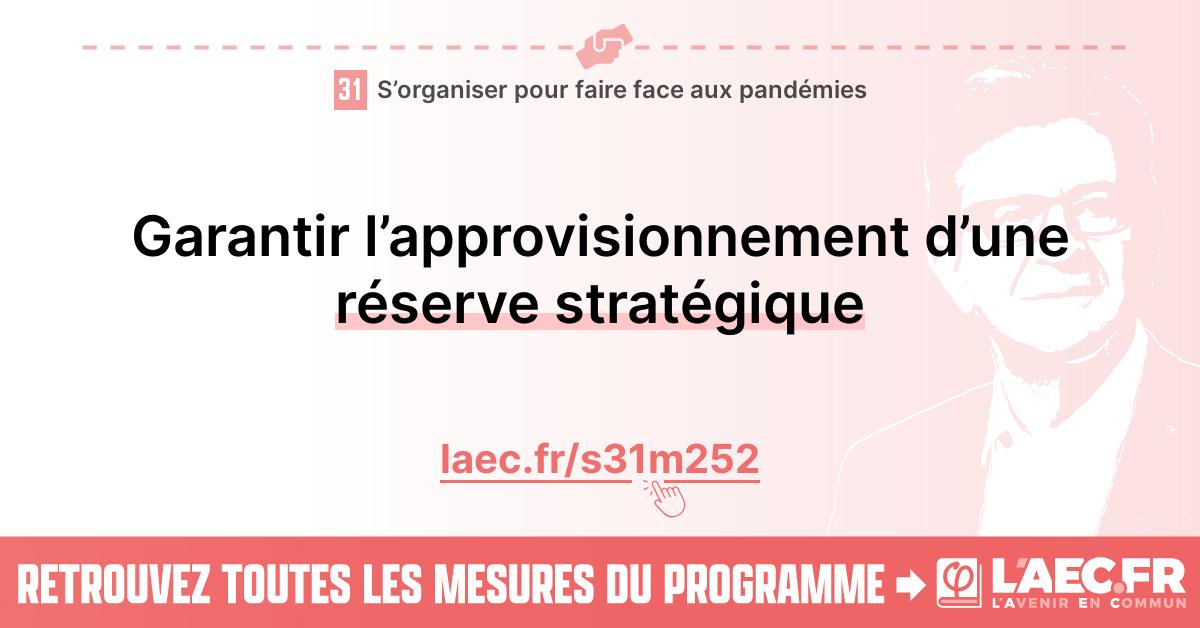 31 S’organiser pour faire face aux pandémies
Garantir l’approvisionnement d’une
réserve stratégique
laec.fr/s31m252
RETROUVEZ TOUTES LES MESURES DU PROGRAMME
φ L'AEC.FR
L'AVENIR EN COMMUN